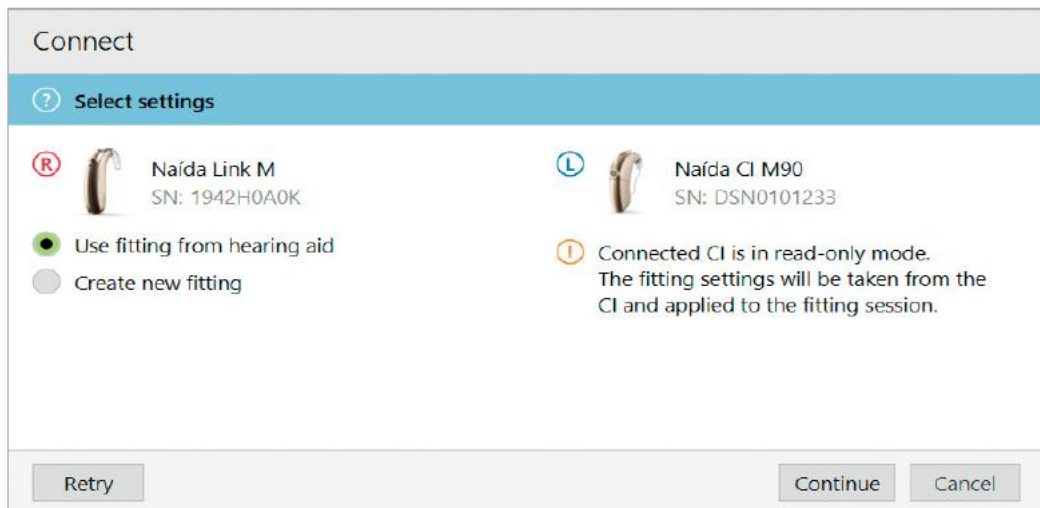 Connect
? Select settings
R
Naída Link M
SN: 1942H0A0K
Use fitting from hearing aid
Create new fitting
L
Naída CI M90
SN: DSN0101233
! Connected CI is in read-only mode.
The fitting settings will be taken from the
CI and applied to the fitting session.
Retry
Continue
Cancel